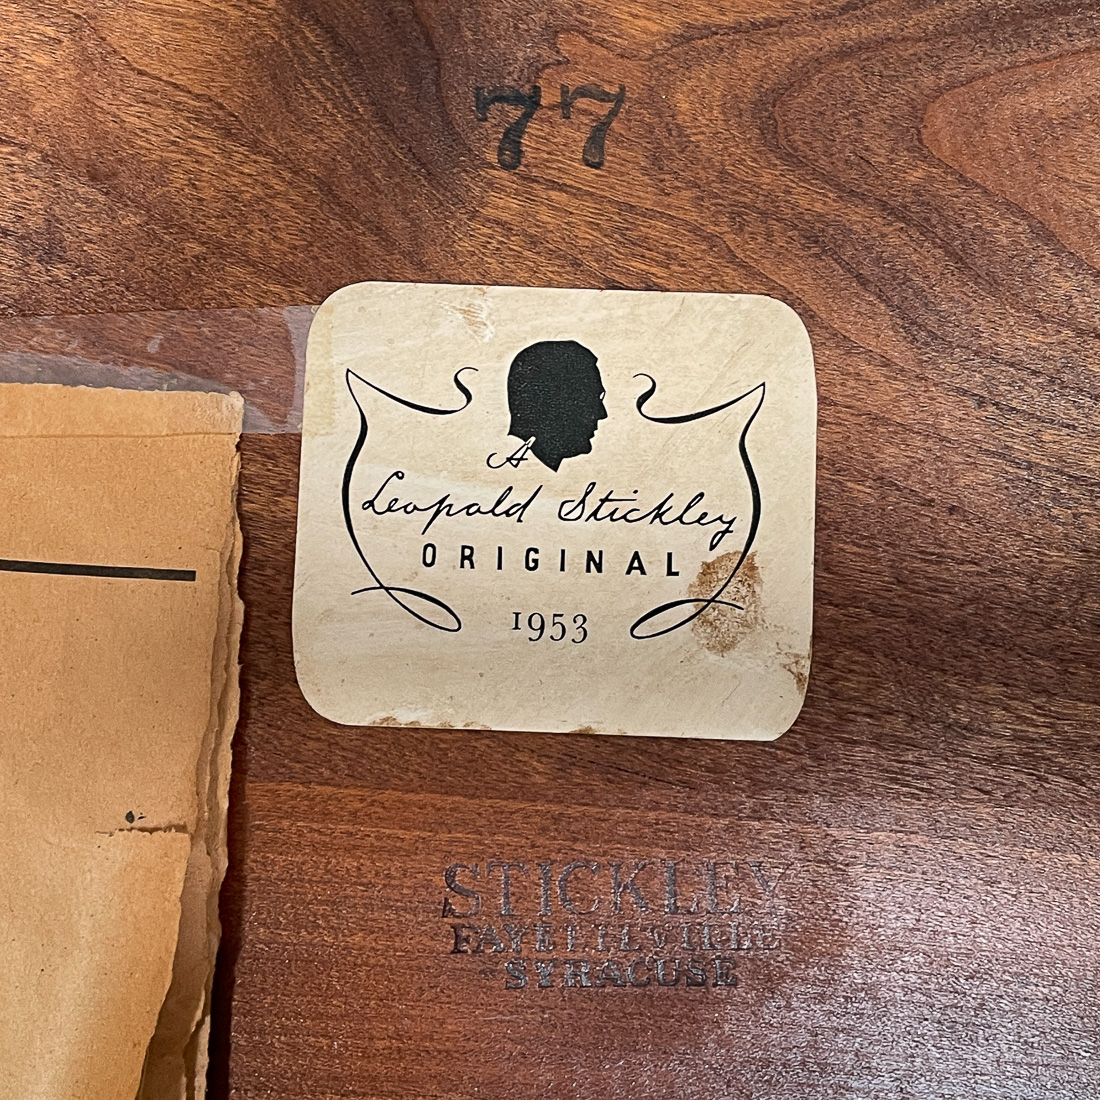 77
A
Leopold Stickley
ORIGINAL
1953
STICKLEY
FAYETTEVILLE
SYRACUSE